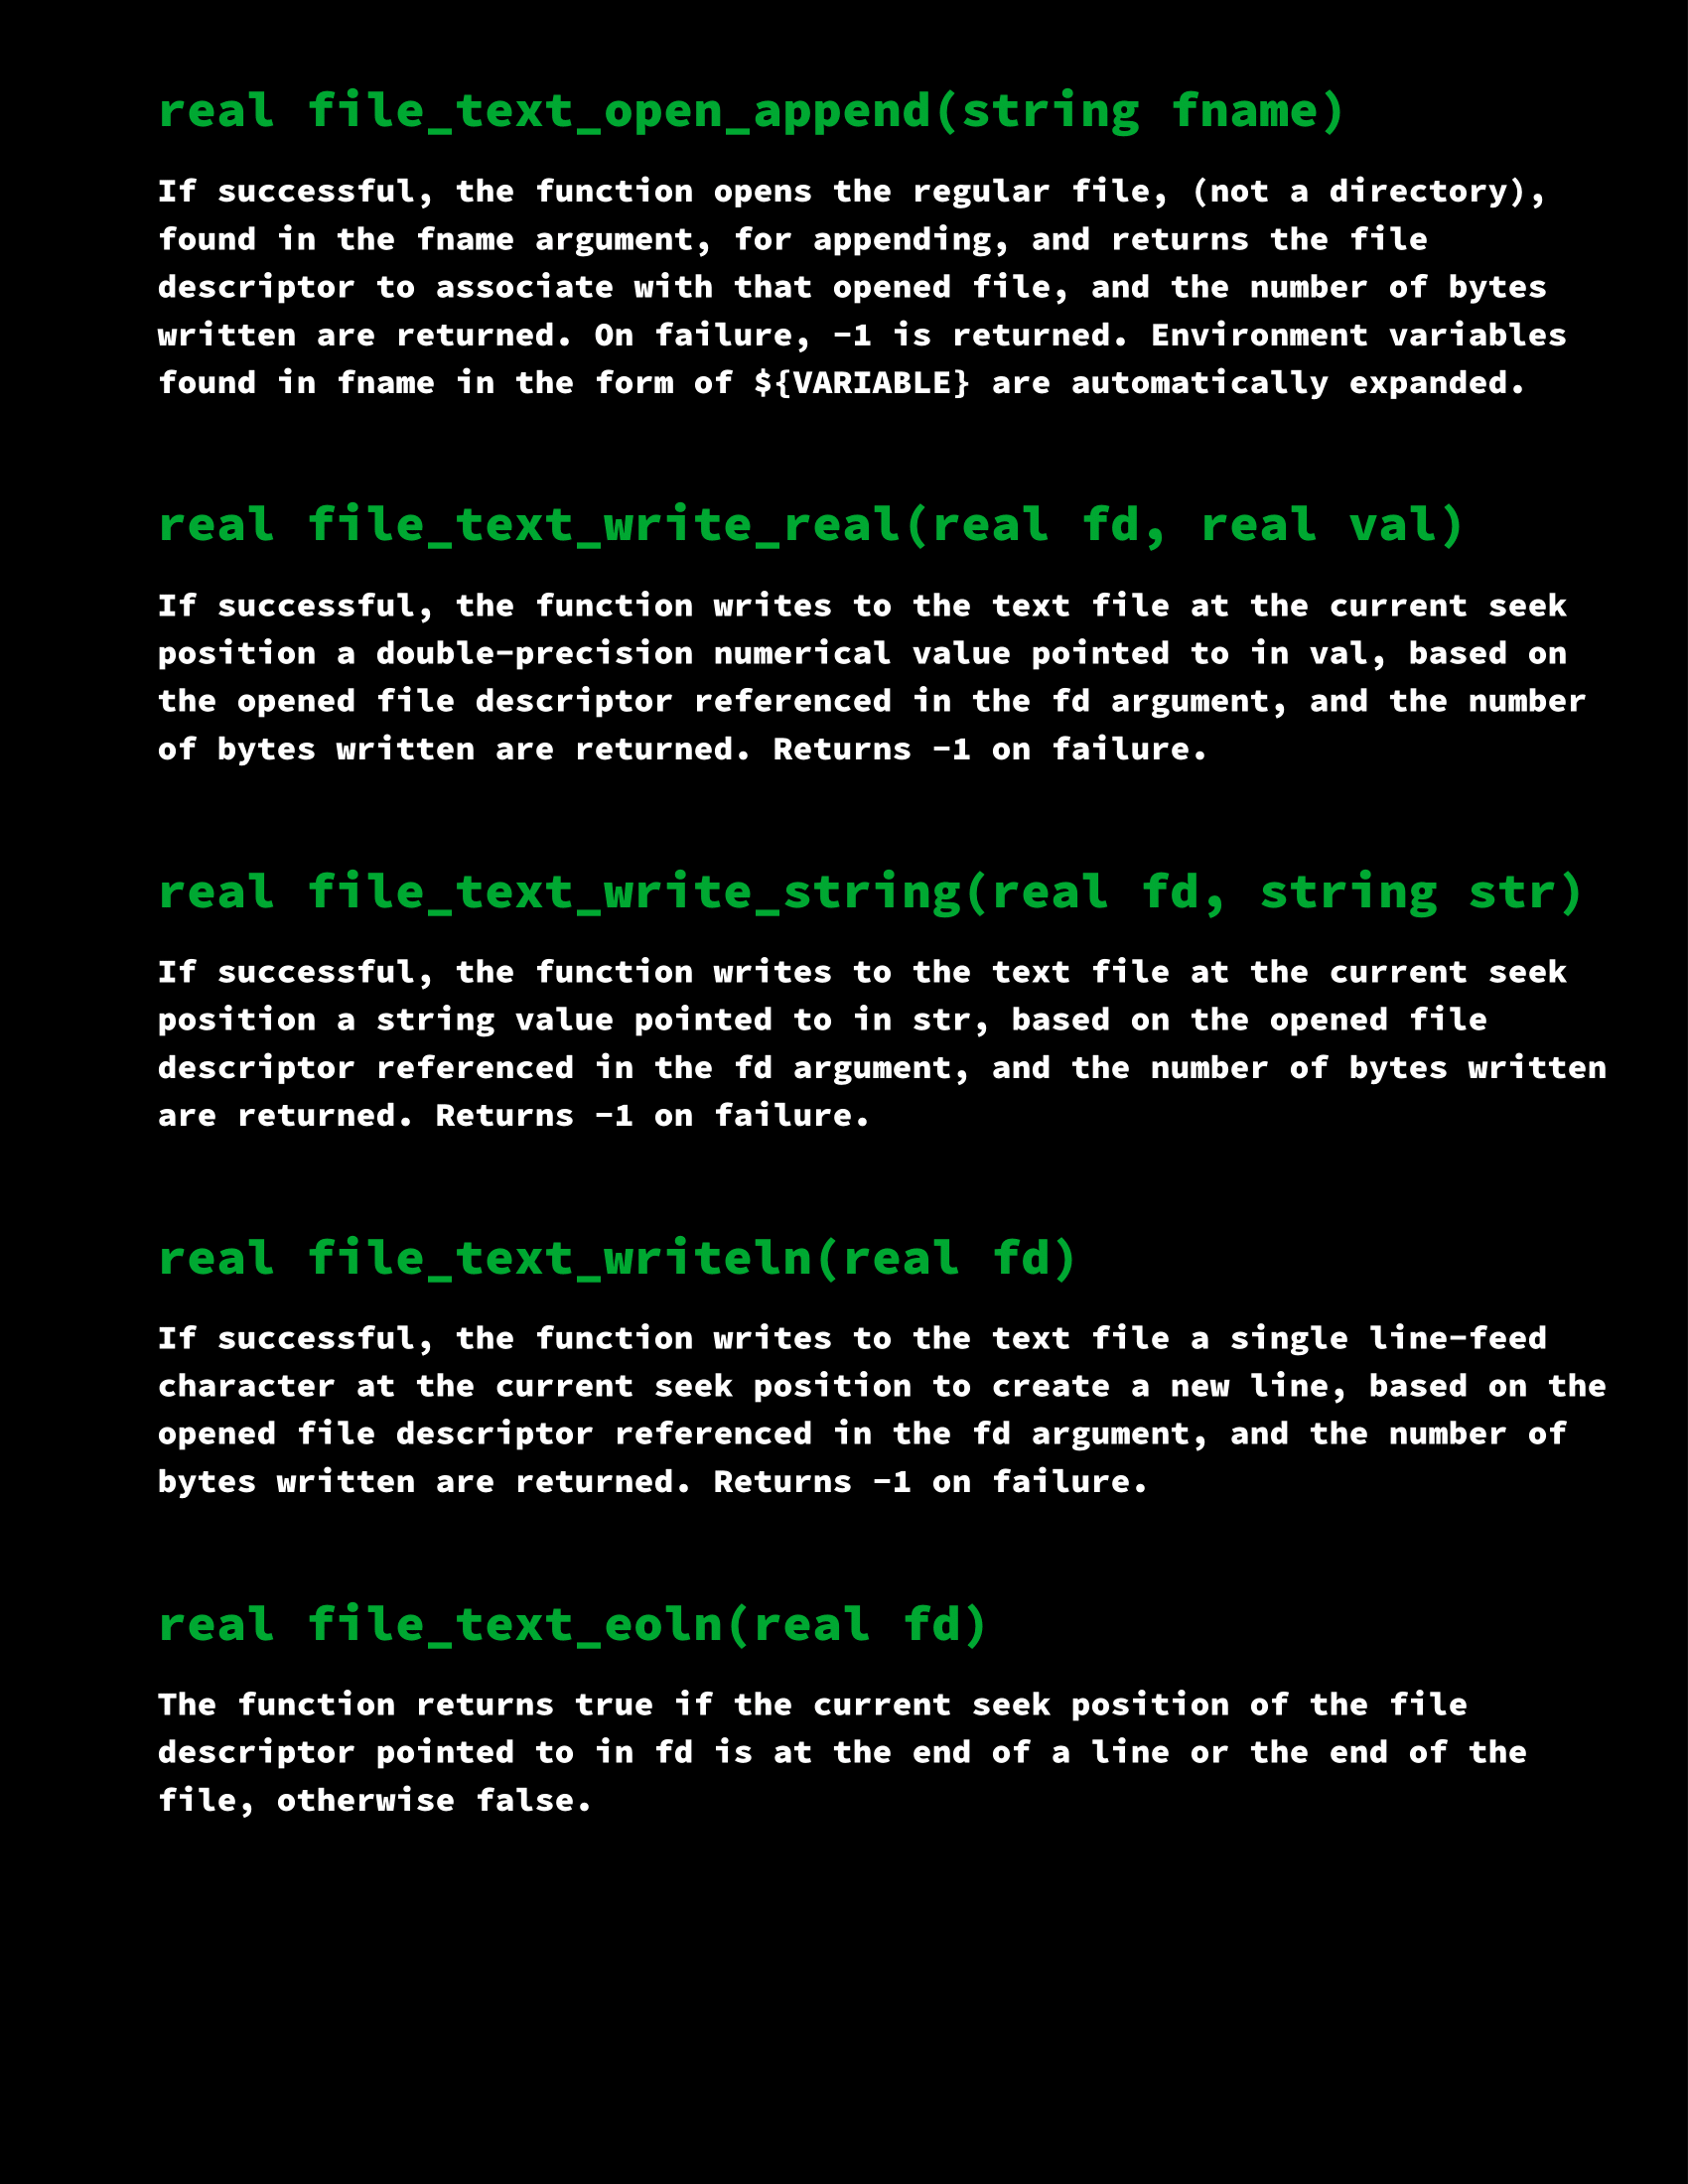 real file_text_open_append(string fname)
If successful, the function opens the regular file, (not a directory),
found in the fname argument, for appending, and returns the file
descriptor to associate with that opened file, and the number of bytes
written are returned. On failure, -1 is returned. Environment variables
found in fname in the form of ${VARIABLE} are automatically expanded.
real file_text_write_real(real fd, real val)
If successful, the function writes to the text file at the current seek
position a double-precision numerical value pointed to in val, based on
the opened file descriptor referenced in the fd argument, and the number
of bytes written are returned. Returns -1 on failure.
real file_text_write_string(real fd, string str)
If successful, the function writes to the text file at the current seek
position a string value pointed to in str, based on the opened file
descriptor referenced in the fd argument, and the number of bytes written
are returned. Returns -1 on failure.
real file_text_writeln(real fd)
If successful, the function writes to the text file a single line-feed
character at the current seek position to create a new line, based on the
opened file descriptor referenced in the fd argument, and the number of
bytes written are returned. Returns -1 on failure.
real file_text_eoln(real fd)
The function returns true if the current seek position of the file
descriptor pointed to in fd is at the end of a line or the end of the
file, otherwise false.